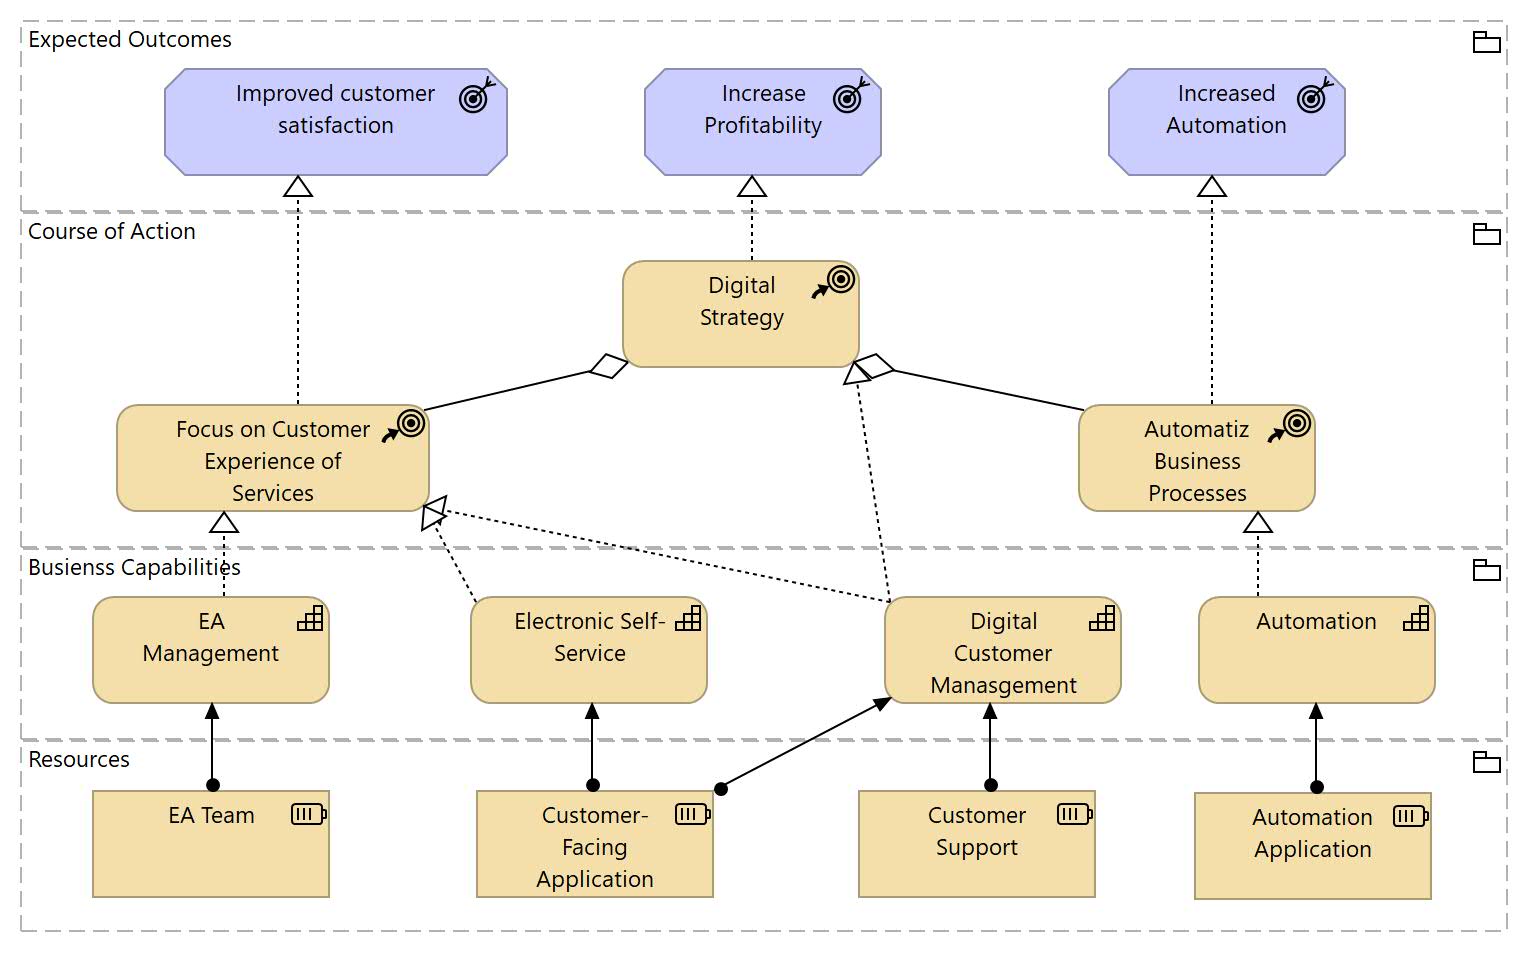 Expected Outcomes
Improved customer
satisfaction
Increase
Profitability
Increased
Automation
Course of Action
Digital
Strategy
Focus on Customer
Experience of
Services
Automatiz
Business
Processes
Busienss Capabilities
EA
Management
Electronic Self-
Service
Digital
Customer
Manasgement
Automation
Resources
EA Team
Customer-
Facing
Application
Customer
Support
Automation
Application